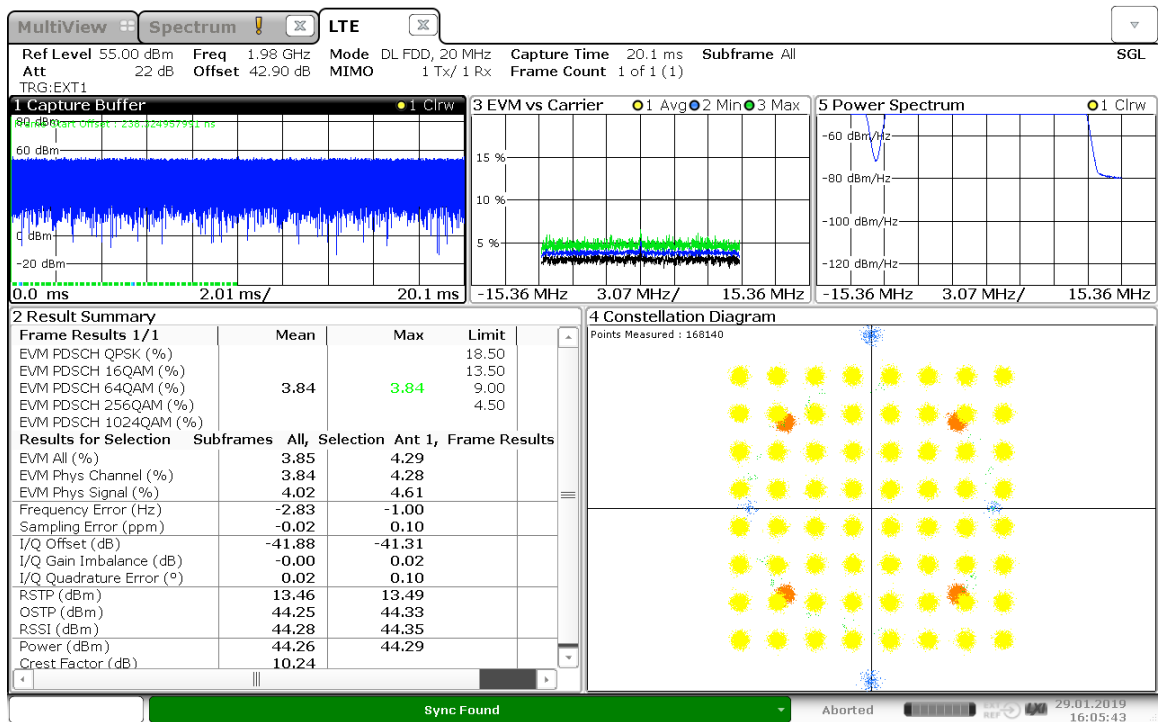 MultiView Spectrum LTE
Ref Level 55.00 dBm Freq 1.98 GHz Mode DL FDD, 20 MHz Capture Time 20.1 ms Subframe All SGL
Att 22 dB Offset 42.90 dB MIMO 1 Tx/ 1 Rx Frame Count 1 of 1 (1)
TRG:EXT1
1 Capture Buffer 1 Clrw
80 dBm
Frame Start Offset : 238.324957991 ns
60 dBm
0 dBm
-20 dBm
0.0 ms 2.01 ms/ 20.1 ms
3 EVM vs Carrier 1 Avg 2 Min 3 Max
15 %
10 %
5 %
-15.36 MHz 3.07 MHz/ 15.36 MHz
5 Power Spectrum 1 Clrw
-60 dBm/Hz
-80 dBm/Hz
-100 dBm/Hz
-120 dBm/Hz
-15.36 MHz 3.07 MHz/ 15.36 MHz
2 Result Summary
Frame Results 1/1 Mean Max Limit
EVM PDSCH QPSK (%) 18.50
EVM PDSCH 16QAM (%) 13.50
EVM PDSCH 64QAM (%) 3.84 3.84 9.00
EVM PDSCH 256QAM (%) 4.50
EVM PDSCH 1024QAM (%)
Results for Selection Subframes All, Selection Ant 1, Frame Results
EVM All (%) 3.85 4.29
EVM Phys Channel (%) 3.84 4.28
EVM Phys Signal (%) 4.02 4.61
Frequency Error (Hz) -2.83 -1.00
Sampling Error (ppm) -0.02 0.10
I/Q Offset (dB) -41.88 -41.31
I/Q Gain Imbalance (dB) -0.00 0.02
I/Q Quadrature Error (°) 0.02 0.10
RSTP (dBm) 13.46 13.49
OSTP (dBm) 44.25 44.33
RSSI (dBm) 44.28 44.35
Power (dBm) 44.26 44.29
Crest Factor (dB) 10.24
4 Constellation Diagram
Points Measured : 168140
Sync Found
Aborted
EXT
REF
LXI
29.01.2019
16:05:43